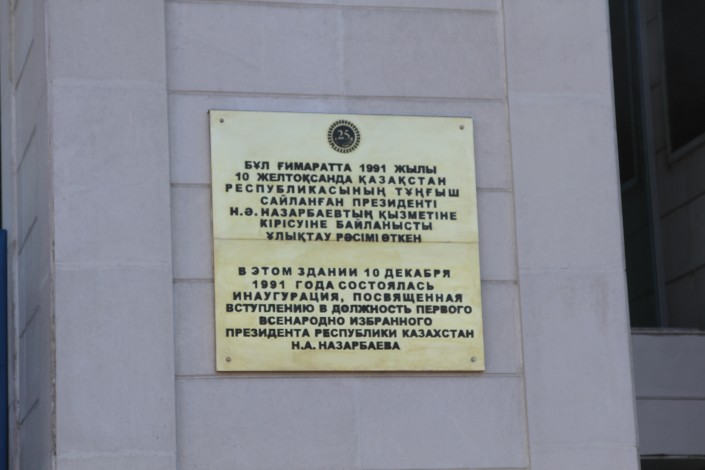 25
БҰЛ ҒИМАРАТТА 1991 ЖЫЛЫ
10 ЖЕЛТОҚСАНДА ҚАЗАҚСТАН
РЕСПУБЛИКАСЫНЫҢ ТҰҢҒЫШ
САЙЛАНҒАН ПРЕЗИДЕНТІ
Н.Ә. НАЗАРБАЕВТЫҢ ҚЫЗМЕТІНЕ
КІРІСУІНЕ БАЙЛАНЫСТЫ
ҰЛЫҚТАУ РӘСІМІ ӨТКЕН
В ЭТОМ ЗДАНИИ 10 ДЕКАБРЯ
1991 ГОДА СОСТОЯЛАСЬ
ИНАУГУРАЦИЯ, ПОСВЯЩЕННАЯ
ВСТУПЛЕНИЮ В ДОЛЖНОСТЬ ПЕРВОГО
ВСЕНАРОДНО ИЗБРАННОГО
ПРЕЗИДЕНТА РЕСПУБЛИКИ КАЗАХСТАН
Н.А. НАЗАРБАЕВА